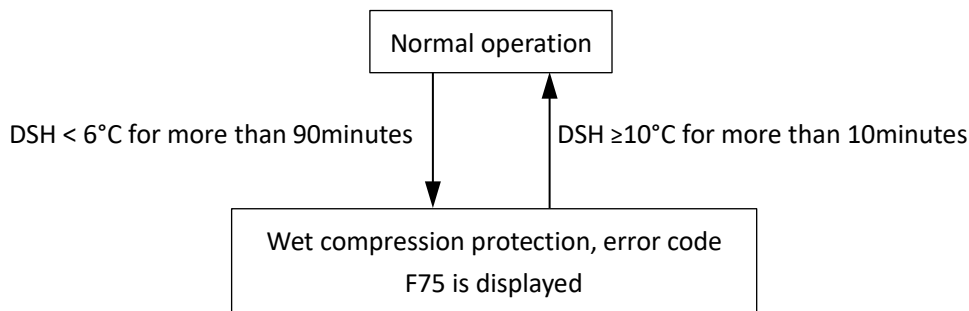 Normal operation
DSH < 6°C for more than 90minutes
DSH ≥10°C for more than 10minutes
Wet compression protection, error code
F75 is displayed